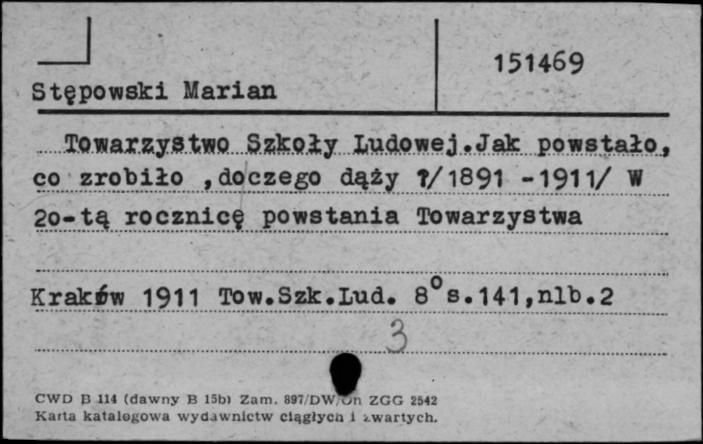 151469
Stępowski Marian
Towarzystwo Szkoły Ludowej.Jak powstało,
co zrobiło ,doczego dąży ?/1891 -1911/ W
2o-tą rocznicę powstania Towarzystwa
Kraków 1911 Tow.Szk.Lud. 8° s.141,nlb.2
3
CWD B 114 (dawny B 15b) Zam. 897/DW/Gn ZGG 2542
Karta katalogowa wydawnictw ciągłych i zwartych.